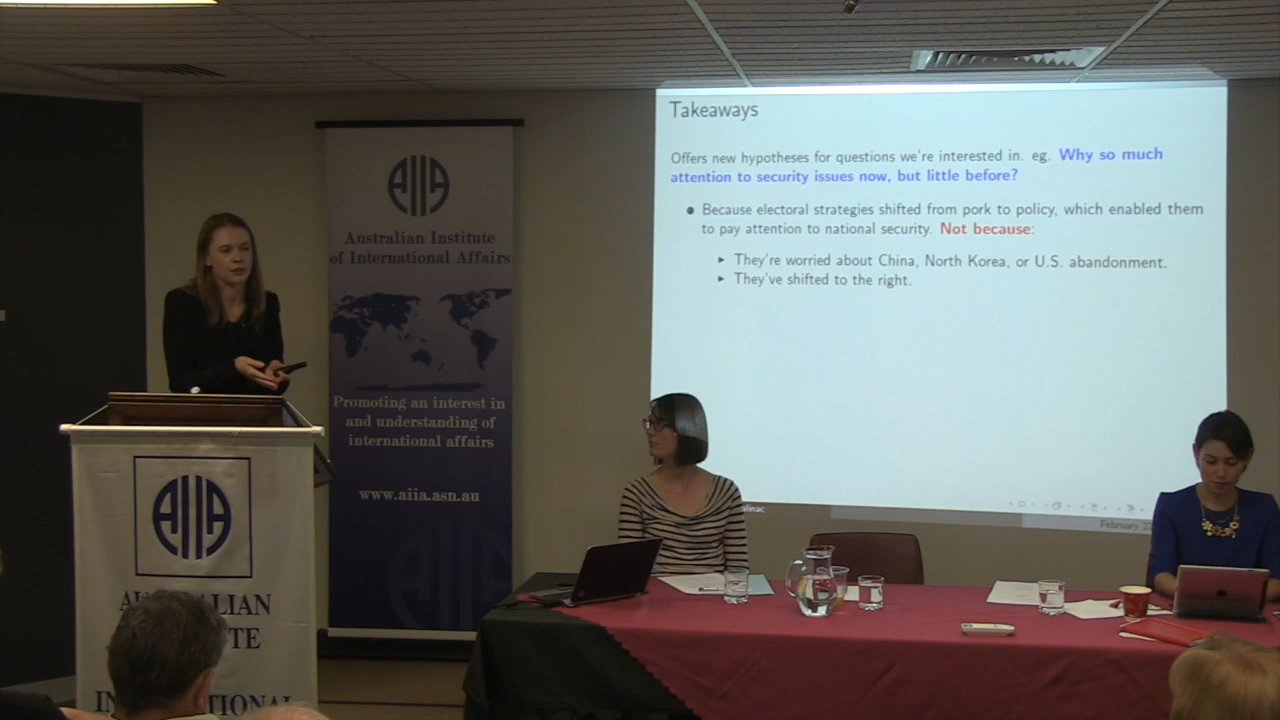 AIIA
Australian Institute
of International Affairs
Promoting an interest in
and understanding of
international affairs
www.aiia.asn.au
AIIA
Takeaways
Offers new hypotheses for questions we're interested in. eg. Why so much
attention to security issues now, but little before?
● Because electoral strategies shifted from pork to policy, which enabled them
to pay attention to national security. Not because:
► They're worried about China, North Korea, or U.S. abandonment.
► They've shifted to the right.
alinac
February 2